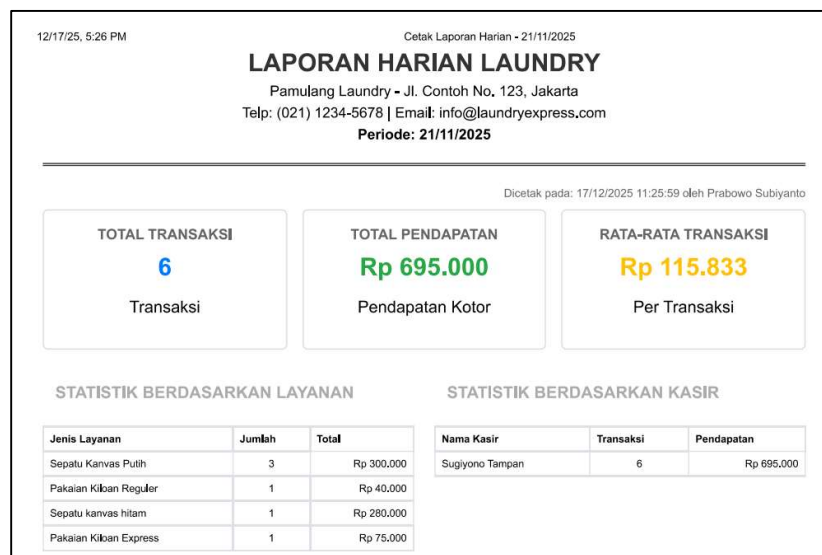 12/17/25, 5:26 PM Cetak Laporan Harian - 21/11/2025
LAPORAN HARIAN LAUNDRY
Pamulang Laundry - Jl. Contoh No. 123, Jakarta
Telp: (021) 1234-5678 | Email: info@laundryexpress.com
Periode: 21/11/2025
Dicetak pada: 17/12/2025 11:25:59 oleh Prabowo Subiyanto
TOTAL TRANSAKSI
6
Transaksi
TOTAL PENDAPATAN
Rp 695.000
Pendapatan Kotor
RATA-RATA TRANSAKSI
Rp 115.833
Per Transaksi
STATISTIK BERDASARKAN LAYANAN
Jenis Layanan Jumlah Total
Sepatu Kanvas Putih 3 Rp 300.000
Pakaian Kiloan Reguler 1 Rp 40.000
Sepatu kanvas hitam 1 Rp 280.000
Pakaian Kiloan Express 1 Rp 75.000
STATISTIK BERDASARKAN KASIR
Nama Kasir Transaksi Pendapatan
Sugiyono Tampan 6 Rp 695.000